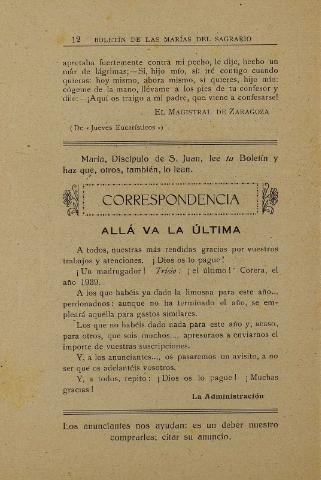 12 BOLETÍN DE LAS MARÍAS DEL SAGRARIO
apretaba fuertemente contra mi pecho, le dije, hecho un
mar de lágrimas;—Sí, hijo mío, sí: iré contigo cuando
quieras: hoy mismo, ahora mismo, si quieres, hijo mío:
cógeme de la mano, llévame a los pies de tu confesor y
dile:—¡Aquí os traigo a mi padre, que viene a confesarse!
EL MAGISTRAL DE ZARAGOZA
(De «Jueves Eucarísticos»)
María, Discípulo de S. Juan, lee tu Boletín y
haz que, otros, también, lo lean.
CORRESPONDENCIA
ALLÁ VA LA ÚLTIMA
A todos, nuestras más rendidas gracias por vuestros
trabajos y atenciones. ¡Dios os lo pague!
¡Un madrugador! Trisio: ¡el último! Corera, el
año 1939.
A los que habéis ya dado la limosna para este año...
perdonadnos: aunque no ha terminado el año, se em-
pleará aquélla para gastos similares.
Los que no habéis dado nada para este año y, acaso,
para otros, que sois muchos..., apresuraos a enviarnos el
importe de vuestras suscripciones.
Y, a los anunciantes..., os pasaremos un avisito, a no
ser que os adelantéis vosotros.
Y, a todos, repito: ¡Dios os lo pague! ¡Muchas
gracias!
La Administración
Los anunciantes nos ayudan: es un deber nuestro
comprarles; citar su anuncio.